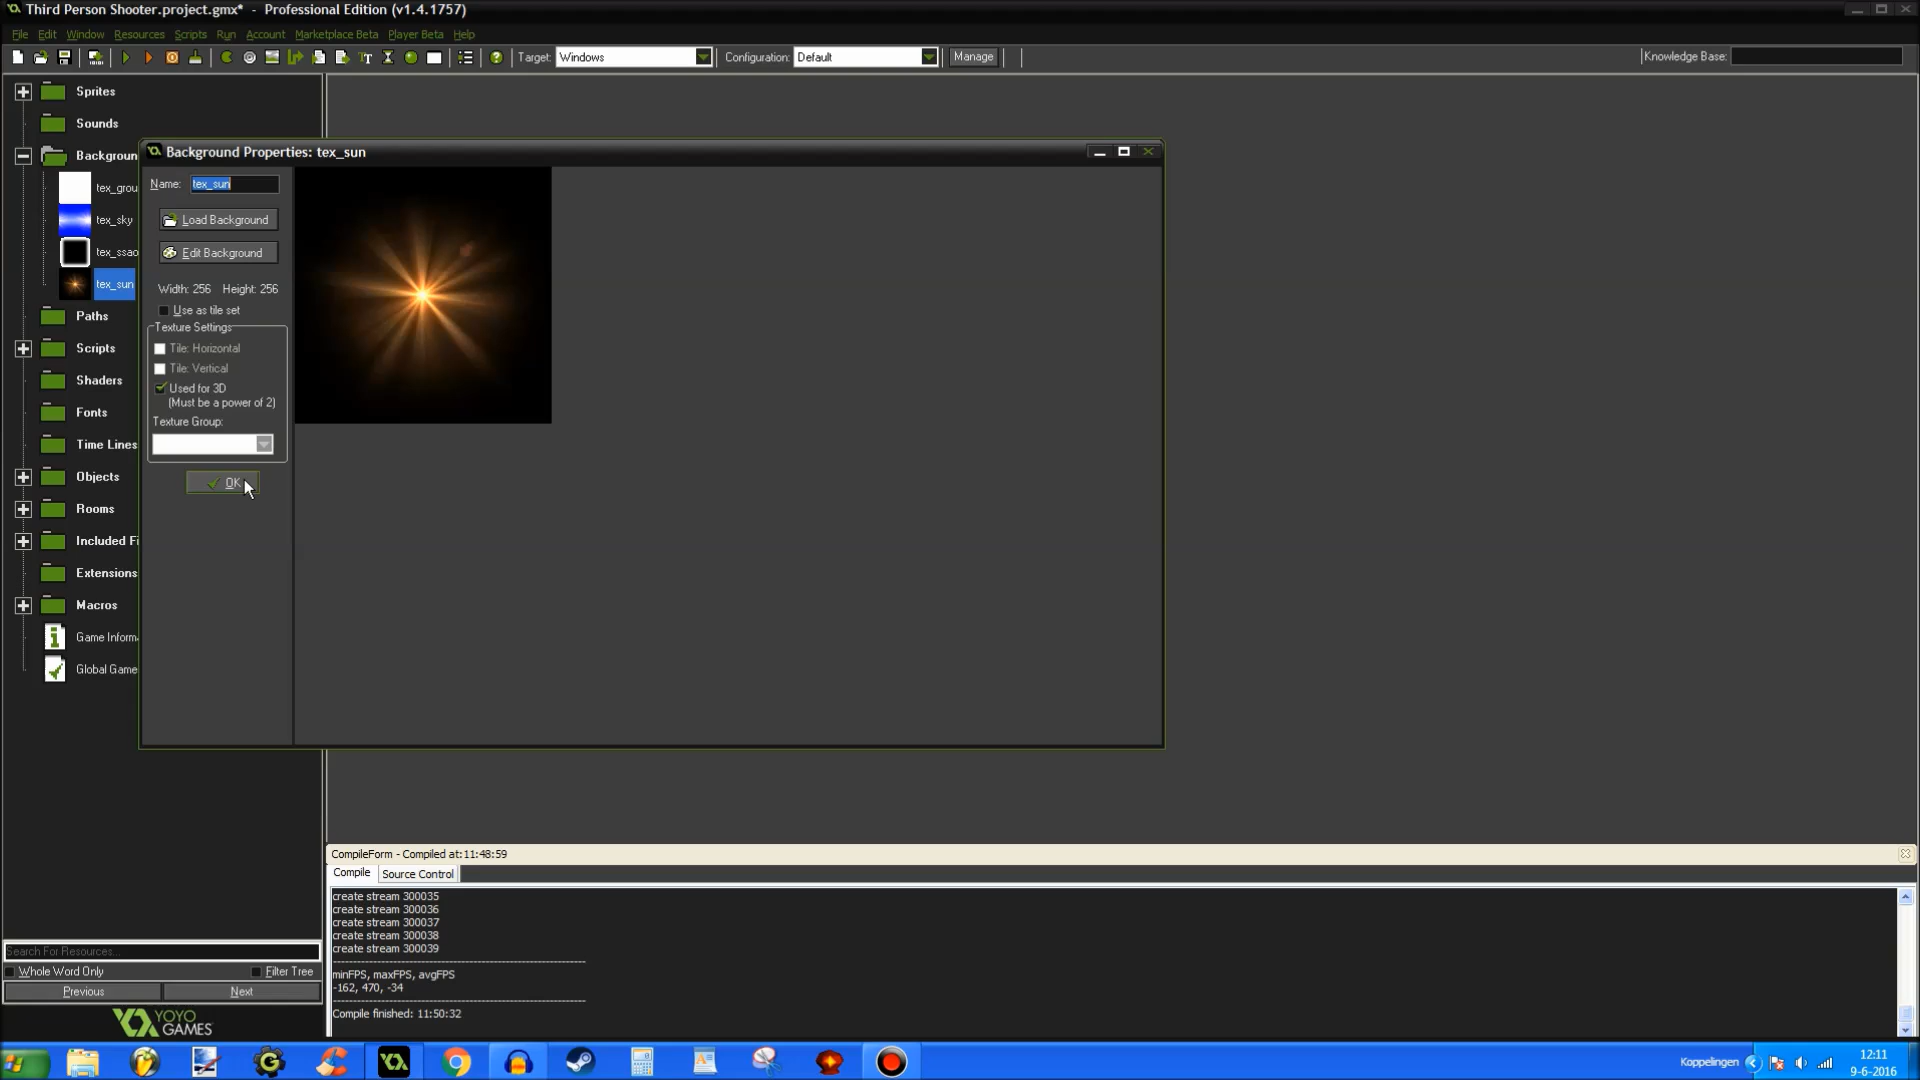 Third Person Shooter.project.gmx* - Professional Edition (v1.4.1757)
File Edit Window Resources Scripts Run Account Marketplace Beta Player Beta Help
Target: Windows Configuration: Default Manage Knowledge Base:
Sprites
Sounds
Backgroun
tex_grou
tex_sky
tex_ssao
tex_sun
Paths
Scripts
Shaders
Fonts
Time Lines
Objects
Rooms
Included Fi
Extensions
Macros
Game Inform
Global Game
Background Properties: tex_sun
Name: tex_sun
Load Background
Edit Background
Width: 256 Height: 256
Use as tile set
Texture Settings
Tile: Horizontal
Tile: Vertical
Used for 3D
(Must be a power of 2)
Texture Group:
OK
CompileForm - Compiled at:11:48:59
Compile Source Control
create stream 300035
create stream 300036
create stream 300037
create stream 300038
create stream 300039
minFPS, maxFPS, avgFPS
-162, 470, -34
Compile finished: 11:50:32
Search For Resources...
Whole Word Only Filter Tree
Previous Next
YOYO
GAMES
Koppelingen
12:11
9-6-2016